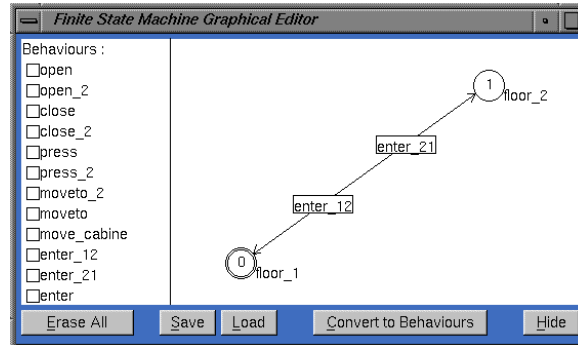 Finite State Machine Graphical Editor
Behaviours :
open
open_2
close
close_2
press
press_2
moveto_2
moveto
move_cabine
enter_12
enter_21
enter
1
floor_2
enter_21
enter_12
0
floor_1
Erase All Save Load Convert to Behaviours Hide